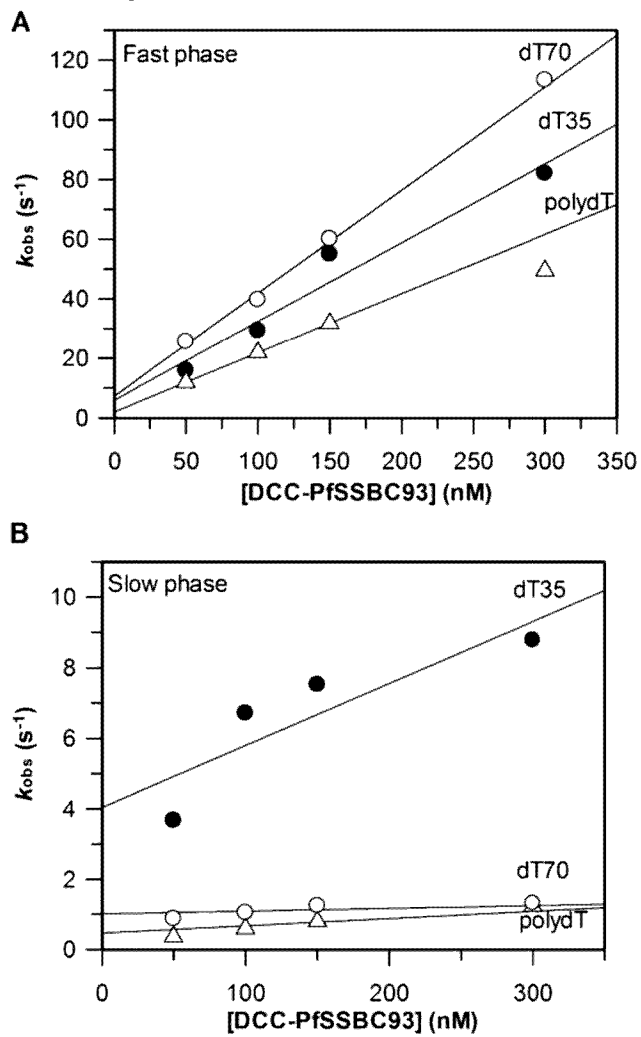 A
Fast phase
dT70
dT35
polydT
120
100
80
60
40
20
0
kobs (s-1)
0 50 100 150 200 250 300 350
[DCC-PfSSBC93] (nM)
B
Slow phase
dT35
dT70
polydT
10
8
6
4
2
0
kobs (s-1)
0 100 200 300
[DCC-PfSSBC93] (nM)